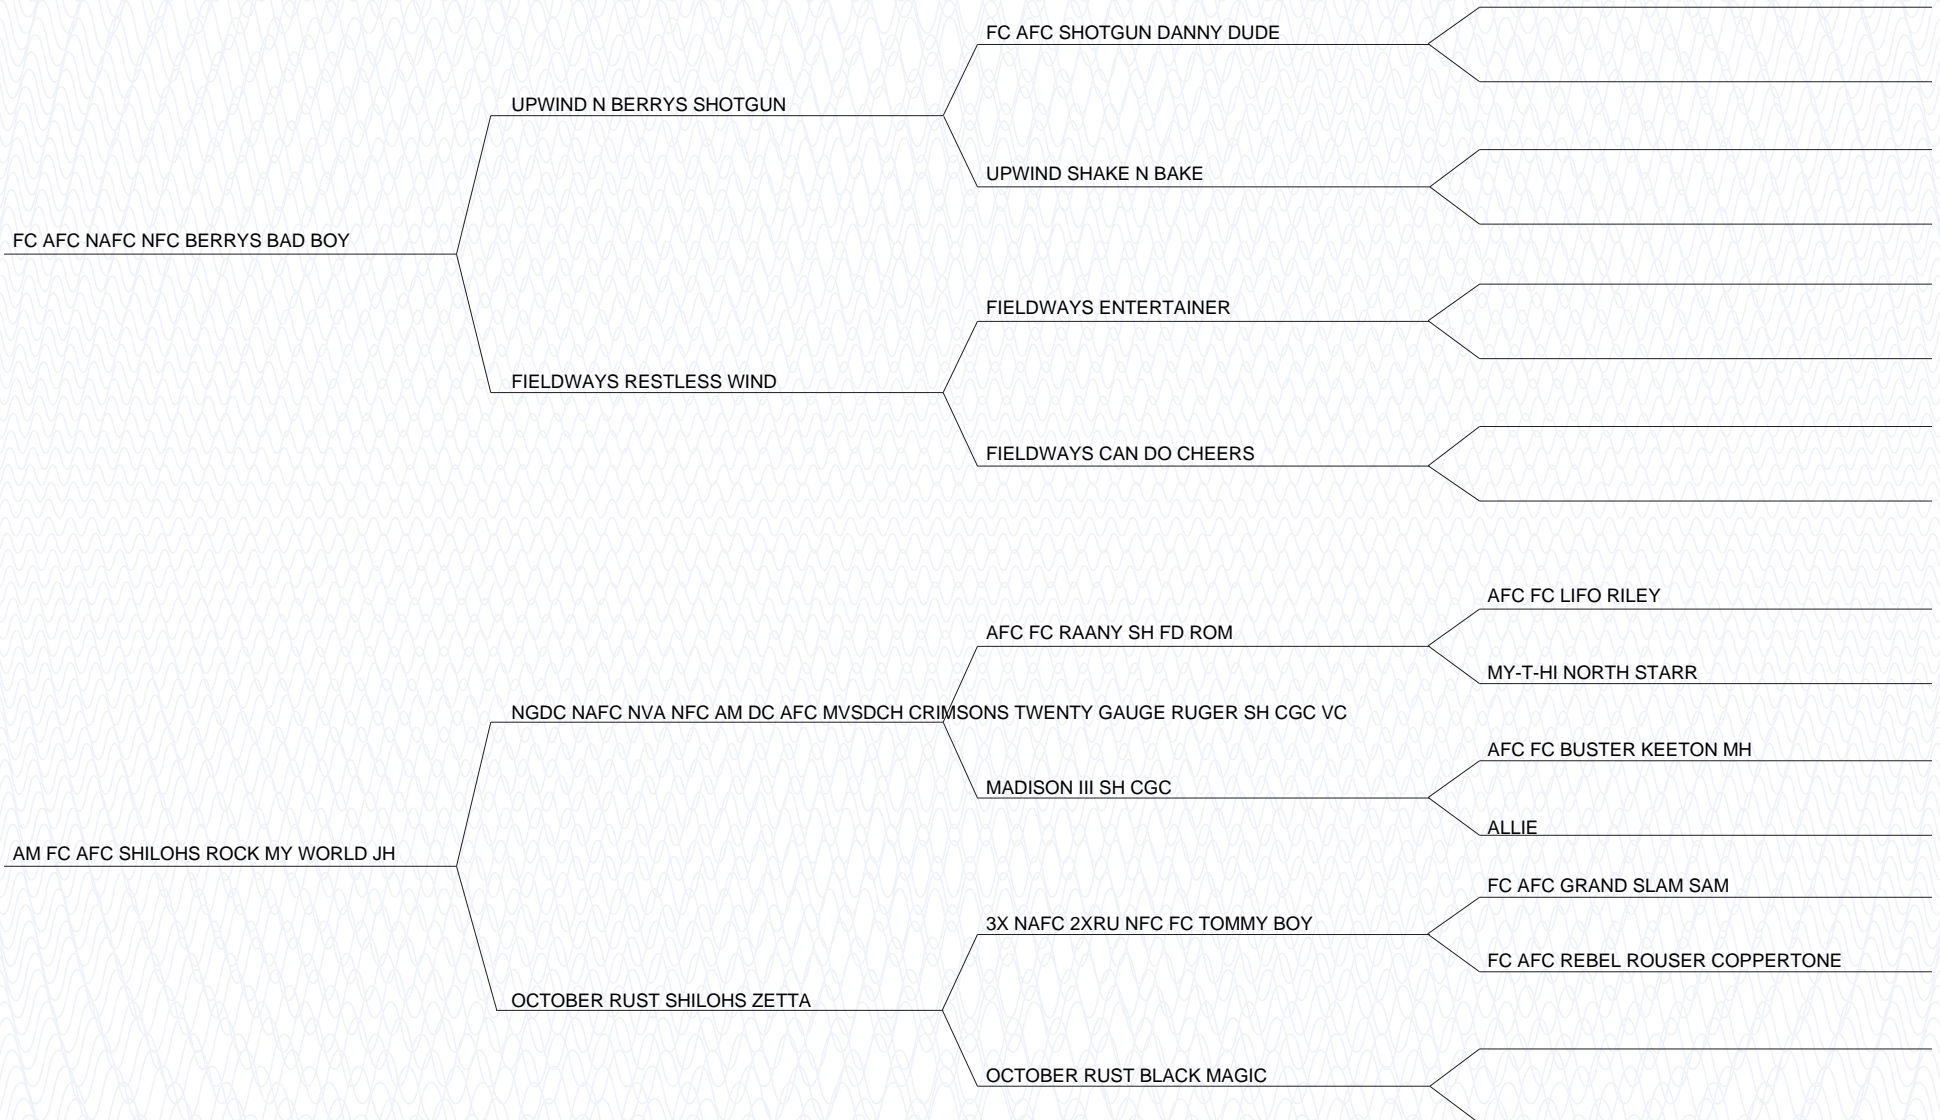 FC AFC SHOTGUN DANNY DUDE
UPWIND N BERRYS SHOTGUN
UPWIND SHAKE N BAKE
FC AFC NAFC NFC BERRYS BAD BOY
FIELDWAYS ENTERTAINER
FIELDWAYS RESTLESS WIND
FIELDWAYS CAN DO CHEERS
AFC FC LIFO RILEY
AFC FC RAANY SH FD ROM
MY-T-HI NORTH STARR
NGDC NAFC NVA NFC AM DC AFC MVSDCH CRIMSONS TWENTY GAUGE RUGER SH CGC VC
AFC FC BUSTER KEETON MH
MADISON III SH CGC
ALLIE
AM FC AFC SHILOHS ROCK MY WORLD JH
FC AFC GRAND SLAM SAM
3X NAFC 2XRU NFC FC TOMMY BOY
FC AFC REBEL ROUSER COPPERTONE
OCTOBER RUST SHILOHS ZETTA
OCTOBER RUST BLACK MAGIC